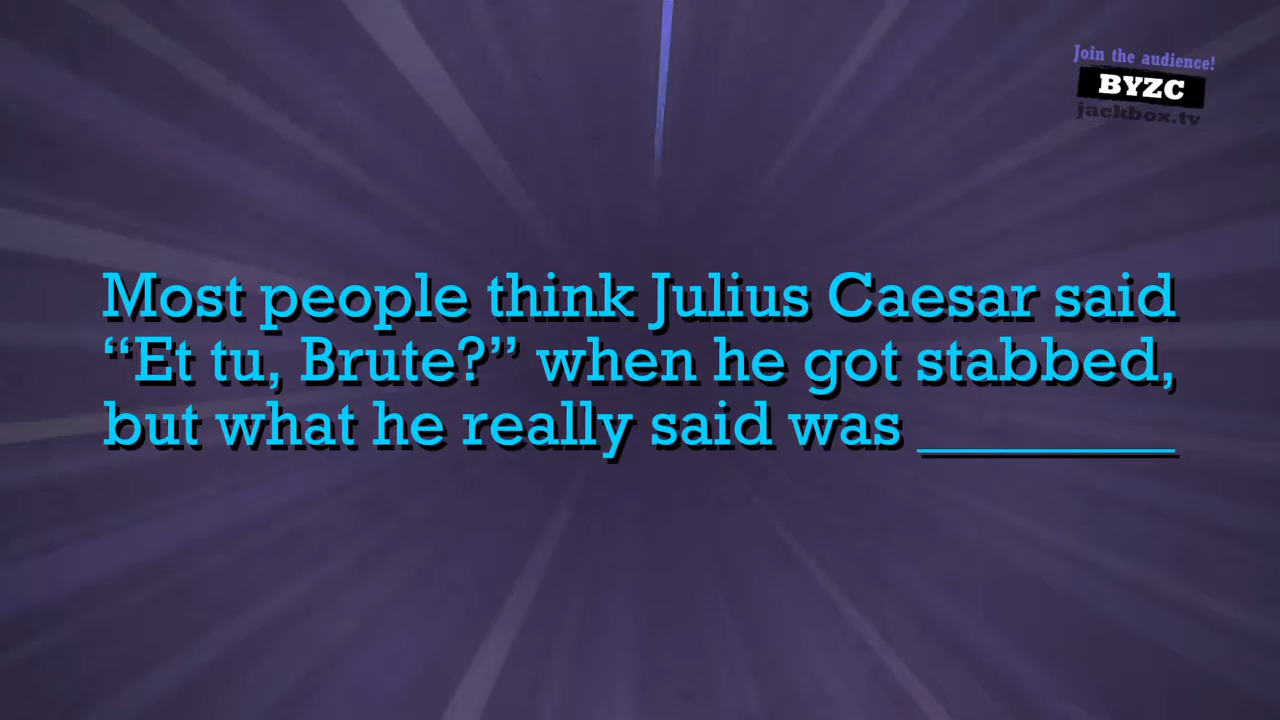 Join the audience!
BYZC
jackbox.tv
Most people think Julius Caesar said
“Et tu, Brute?” when he got stabbed,
but what he really said was __________